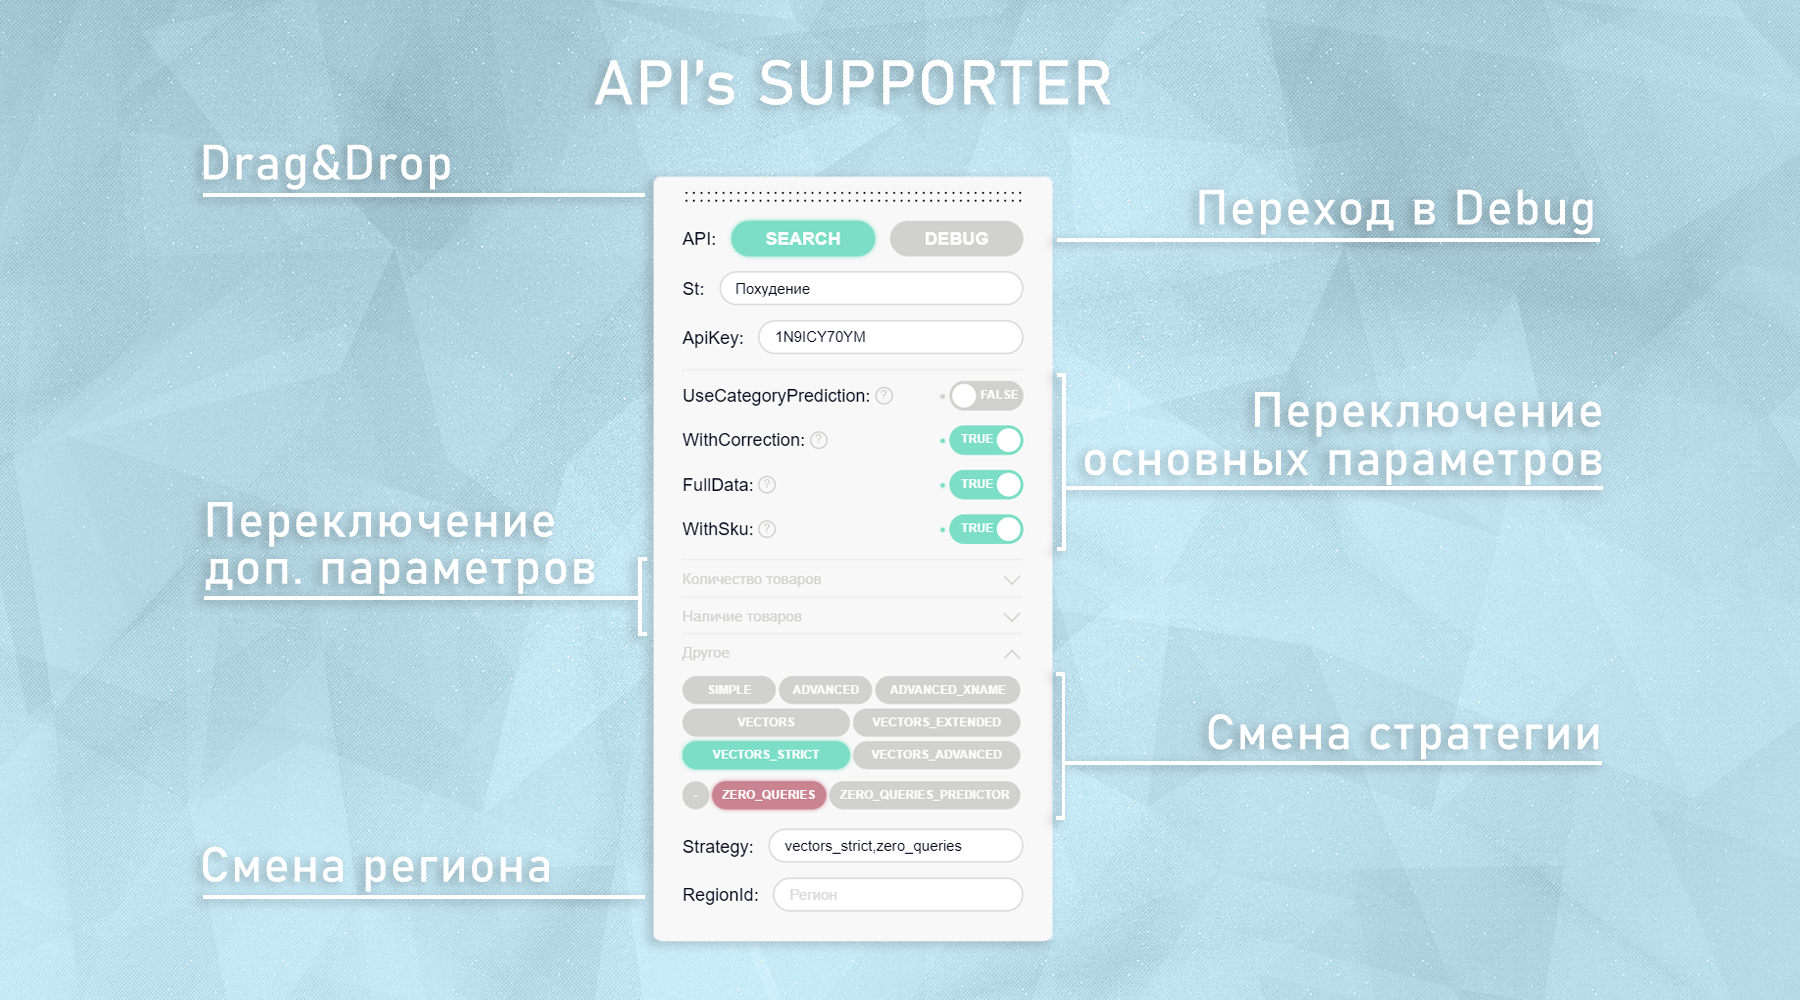 API's SUPPORTER
Drag&Drop
Переход в Debug
API: SEARCH DEBUG
St: Похудение
ApiKey: 1N9ICY70YM
UseCategoryPrediction: ? FALSE
WithCorrection: ? TRUE
FullData: ? TRUE
WithSku: ? TRUE
Переключение
основных параметров
Переключение
доп. параметров
Количество товаров
Наличие товаров
Другое
SIMPLE ADVANCED ADVANCED_XNAME
VECTORS VECTORS_EXTENDED
VECTORS_STRICT VECTORS_ADVANCED
- ZERO_QUERIES ZERO_QUERIES_PREDICTOR
Смена стратегии
Strategy: vectors_strict,zero_queries
RegionId: Регион
Смена региона